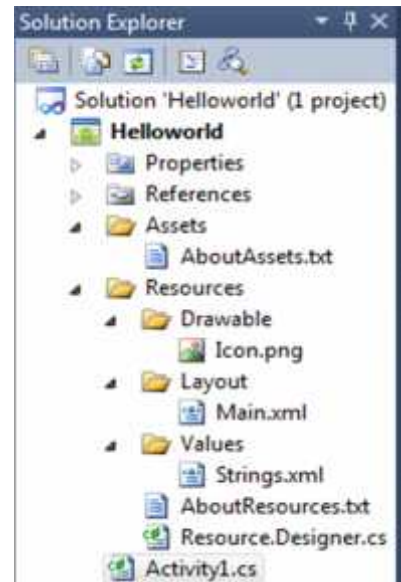 Solution Explorer
Solution 'Helloworld' (1 project)
Helloworld
Properties
References
Assets
AboutAssets.txt
Resources
Drawable
Icon.png
Layout
Main.xml
Values
Strings.xml
AboutResources.txt
Resource.Designer.cs
Activity1.cs